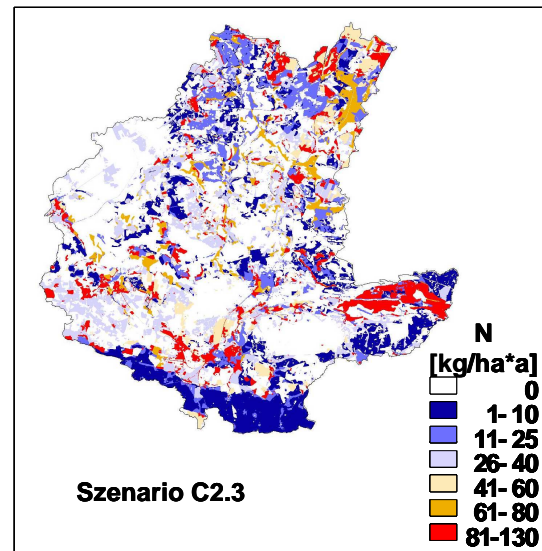 N
[kg/ha*a]
0
1- 10
11- 25
26- 40
41- 60
61- 80
81-130
Szenario C2.3